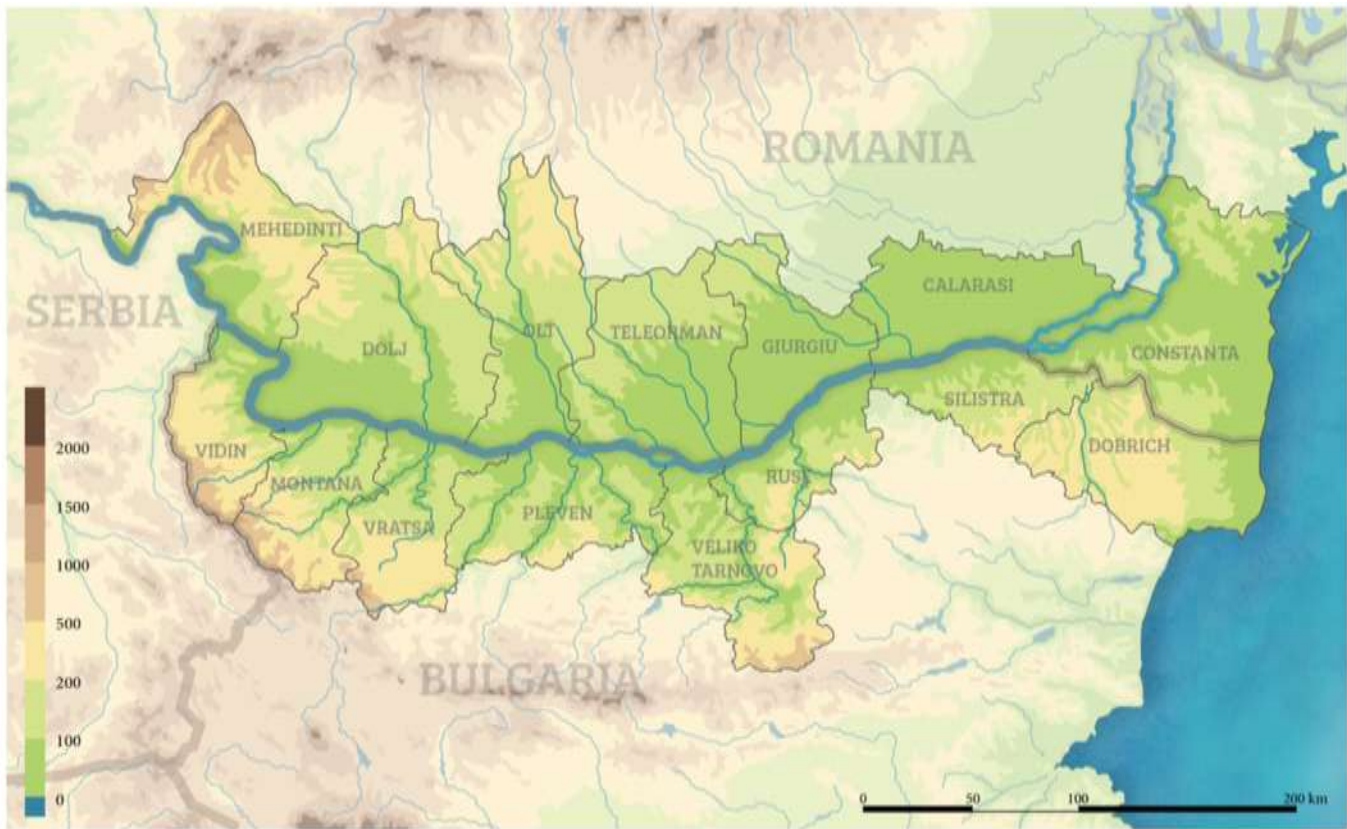 ROMANIA
MEHEDINTI
CALARASI
SERBIA
OLT
TELEORMAN
DOLJ
GIURGIU
CONSTANTA
SILISTRA
DOBRICH
VIDIN
MONTANA
RUSE
PLEVEN
VRATSA
VELIKO
TARNOVO
BULGARIA
2000
1500
1000
500
200
100
0
0 50 100 200 km